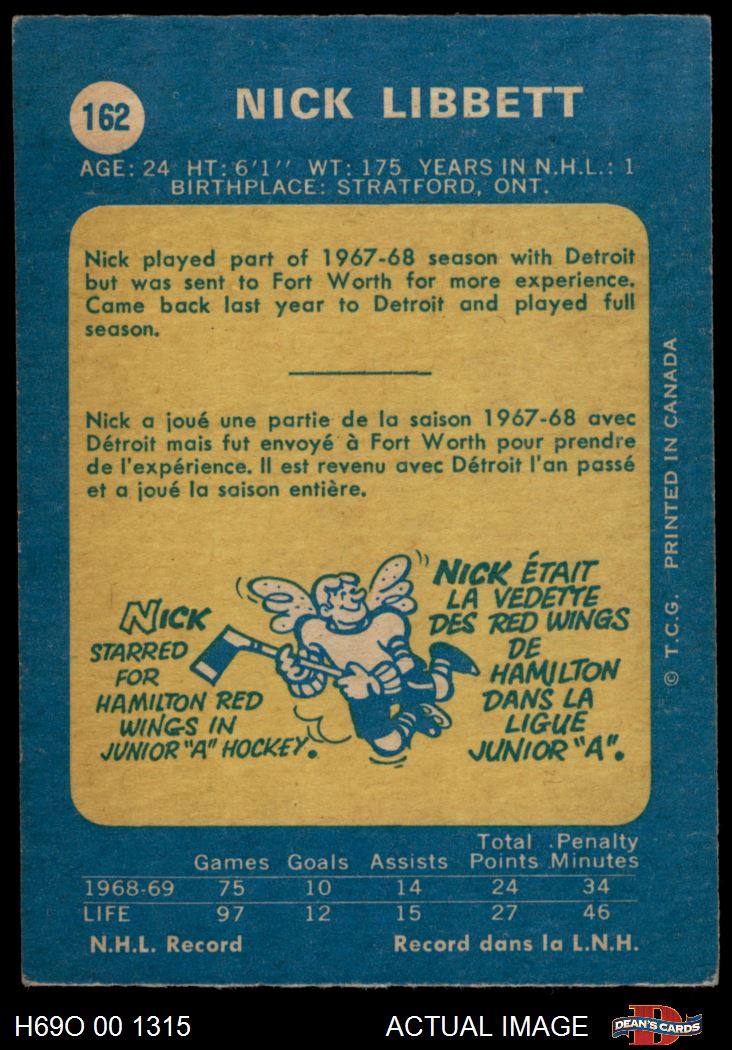 162
NICK LIBBETT
AGE: 24 HT: 6'1'' WT: 175 YEARS IN N.H.L.: 1
BIRTHPLACE: STRATFORD, ONT.
Nick played part of 1967-68 season with Detroit
but was sent to Fort Worth for more experience.
Came back last year to Detroit and played full
season.
Nick a joué une partie de la saison 1967-68 avec
Détroit mais fut envoyé à Fort Worth pour prendre
de l'expérience. Il est revenu avec Détroit l'an passé
et a joué la saison entière.
NICK
STARRED
FOR
HAMILTON RED
WINGS IN
JUNIOR "A" HOCKEY.
NICK ÉTAIT
LA VEDETTE
DES RED WINGS
DE
HAMILTON
DANS LA
LIGUE
JUNIOR "A".
© T.C.G. PRINTED IN CANADA
Games Goals Assists Total Points Penalty Minutes
1968-69 75 10 14 24 34
LIFE 97 12 15 27 46
N.H.L. Record Record dans la L.N.H.
H69O 00 1315 ACTUAL IMAGE
D
DEAN'S CARDS